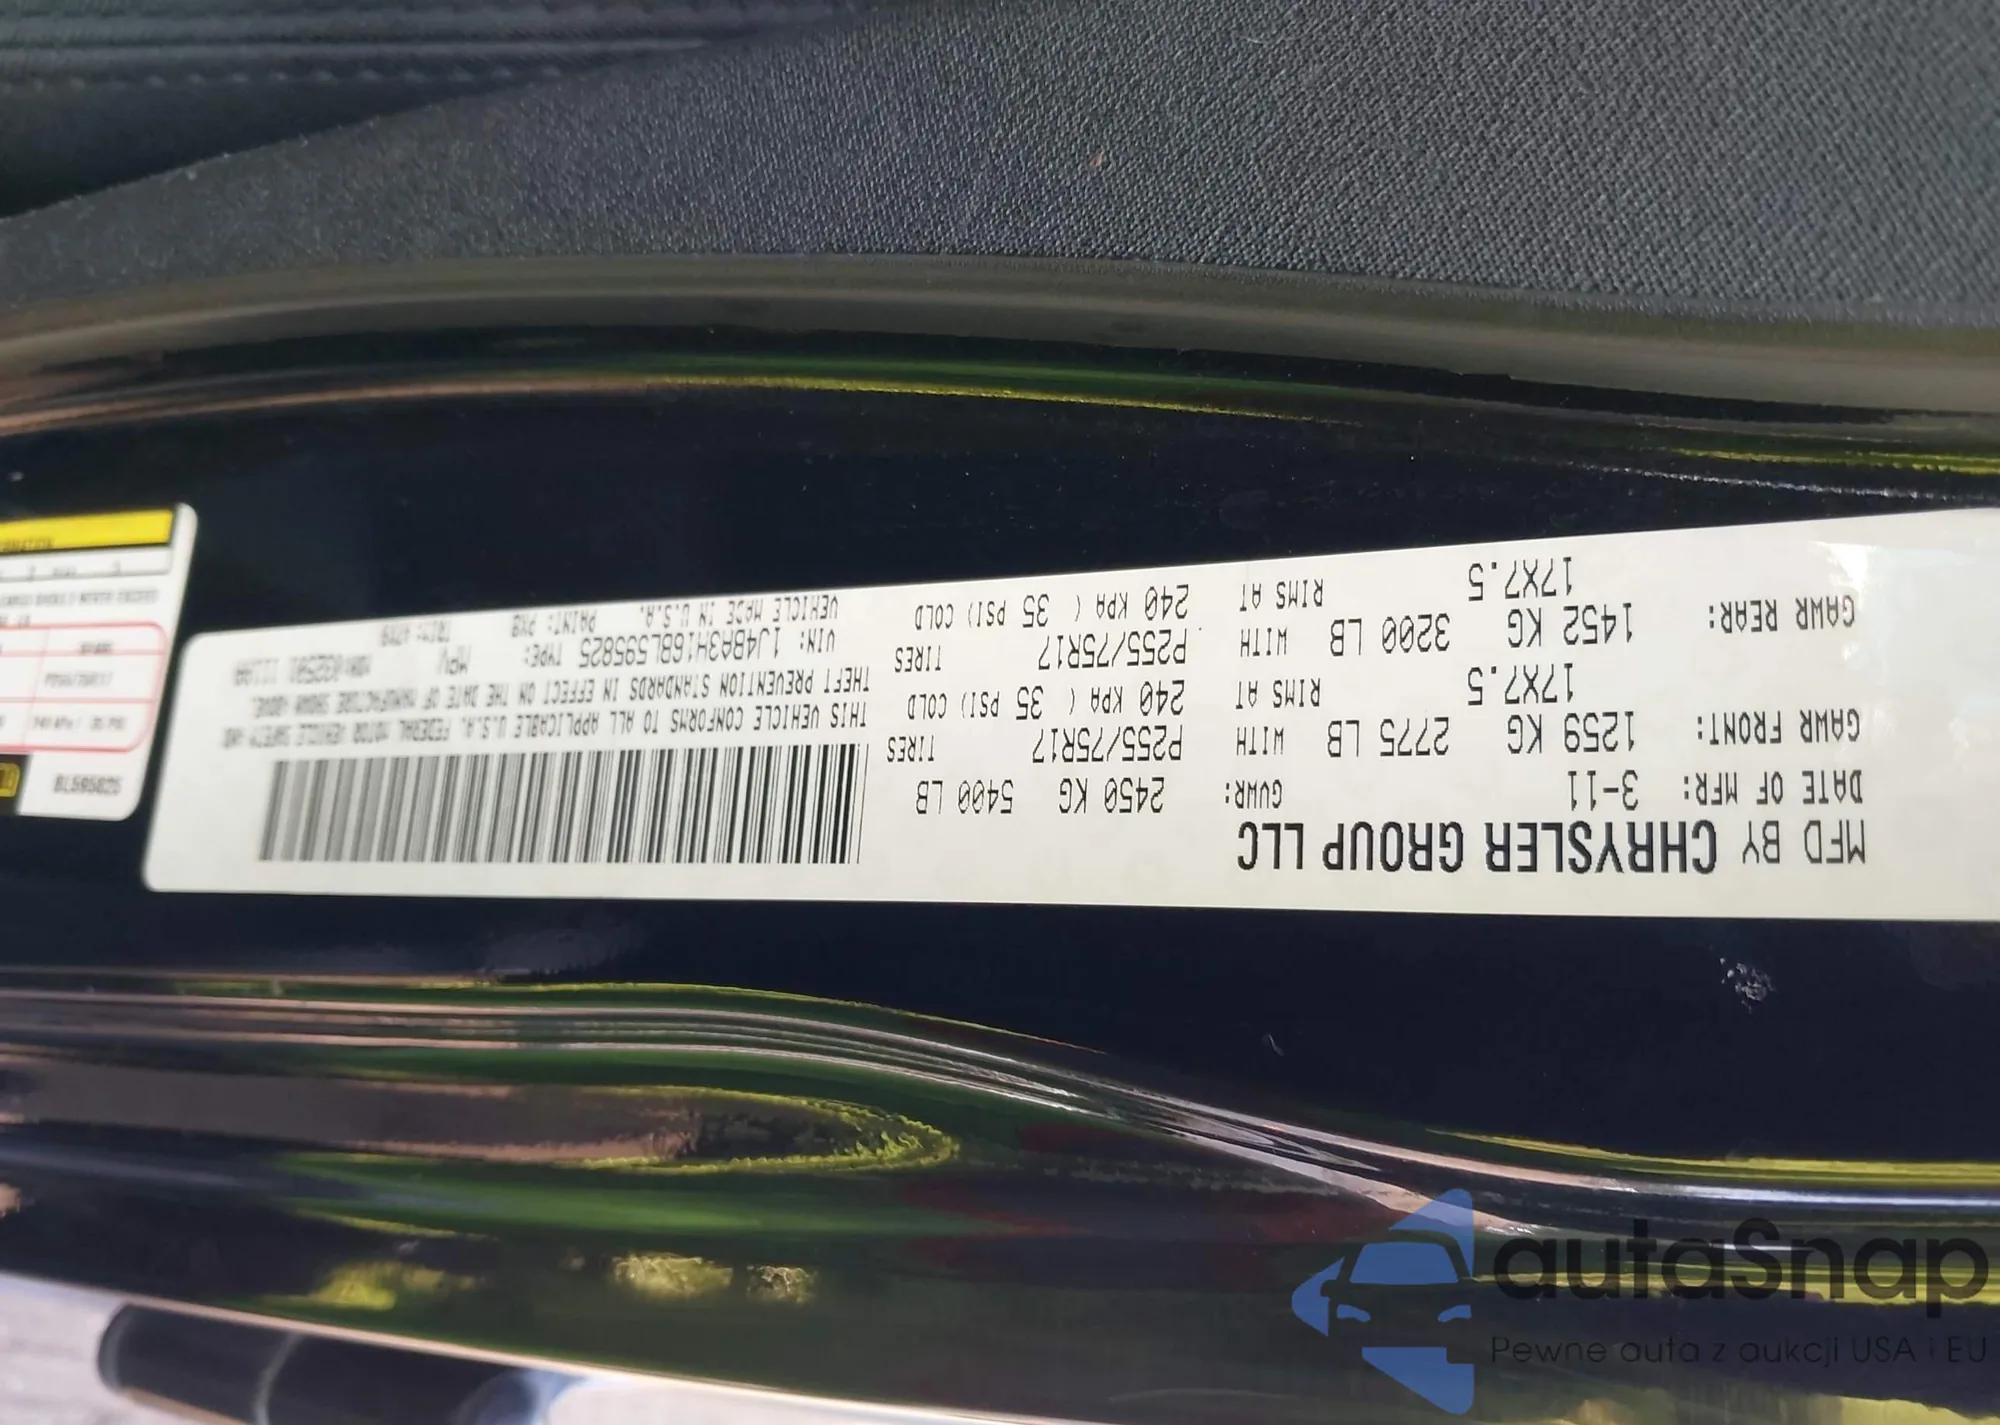 MFD BY CHRYSLER GROUP LLC
DATE OF MFR: 3-11 GVWR: 2450 KG 5400 LB
GAWR FRONT: 1259 KG 2775 LB WITH P255/75R17 TIRES
17X7.5 RIMS AT 240 KPA ( 35 PSI) COLD
GAWR REAR: 1452 KG 3200 LB WITH P255/75R17 TIRES
17X7.5 RIMS AT 240 KPA ( 35 PSI) COLD
THIS VEHICLE CONFORMS TO ALL APPLICABLE U.S.A. FEDERAL MOTOR VEHICLE SAFETY AND
THEFT PREVENTION STANDARDS IN EFFECT ON THE DATE OF MANUFACTURE SHOWN ABOVE.
VIN: 1J4BA3H16BL595825 TYPE: MPV
VEHICLE MADE IN U.S.A. PAINT: PX8 TRIM: 
BL595825
autaSnap
Pewne auta z aukcji USA i EU